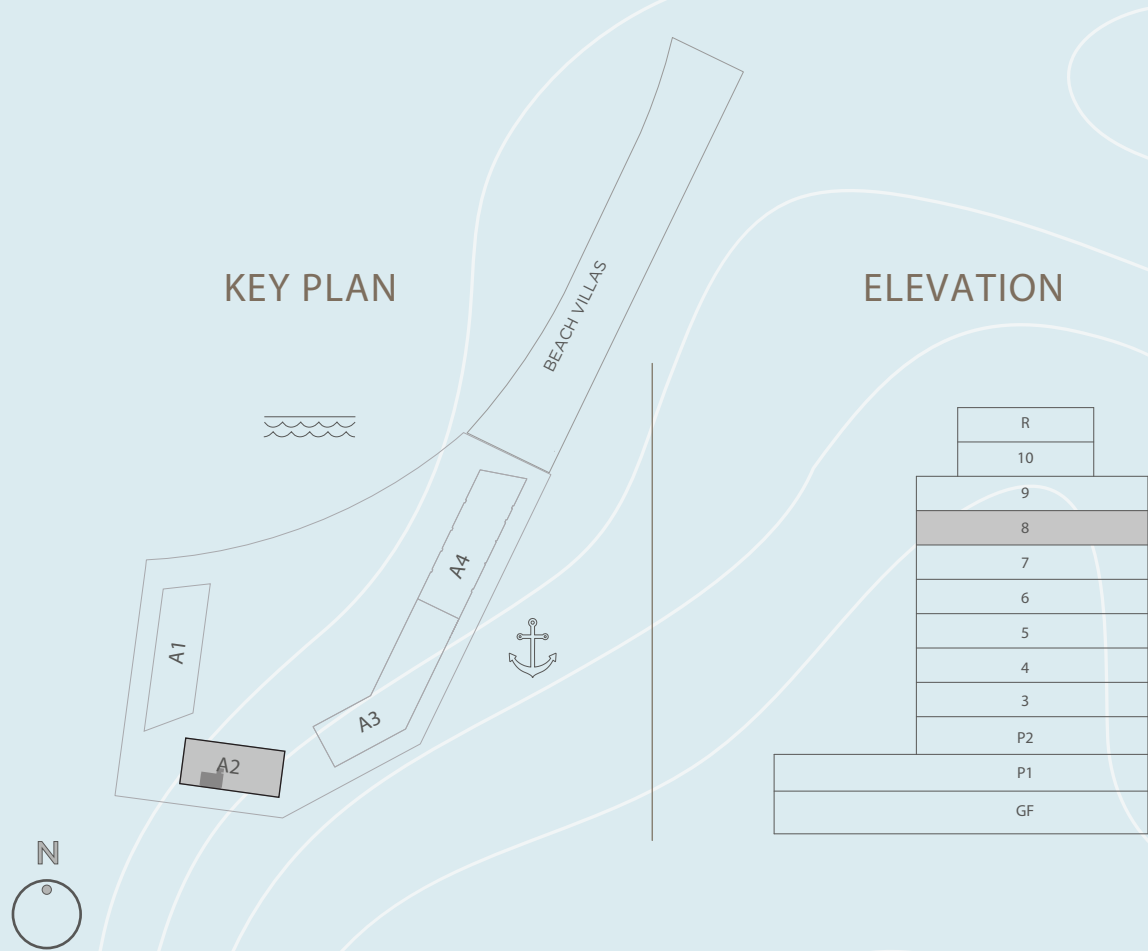 KEY PLAN
ELEVATION
BEACH VILLAS
A4
A1
A3
A2
N
R
10
9
8
7
6
5
4
3
P2
P1
GF